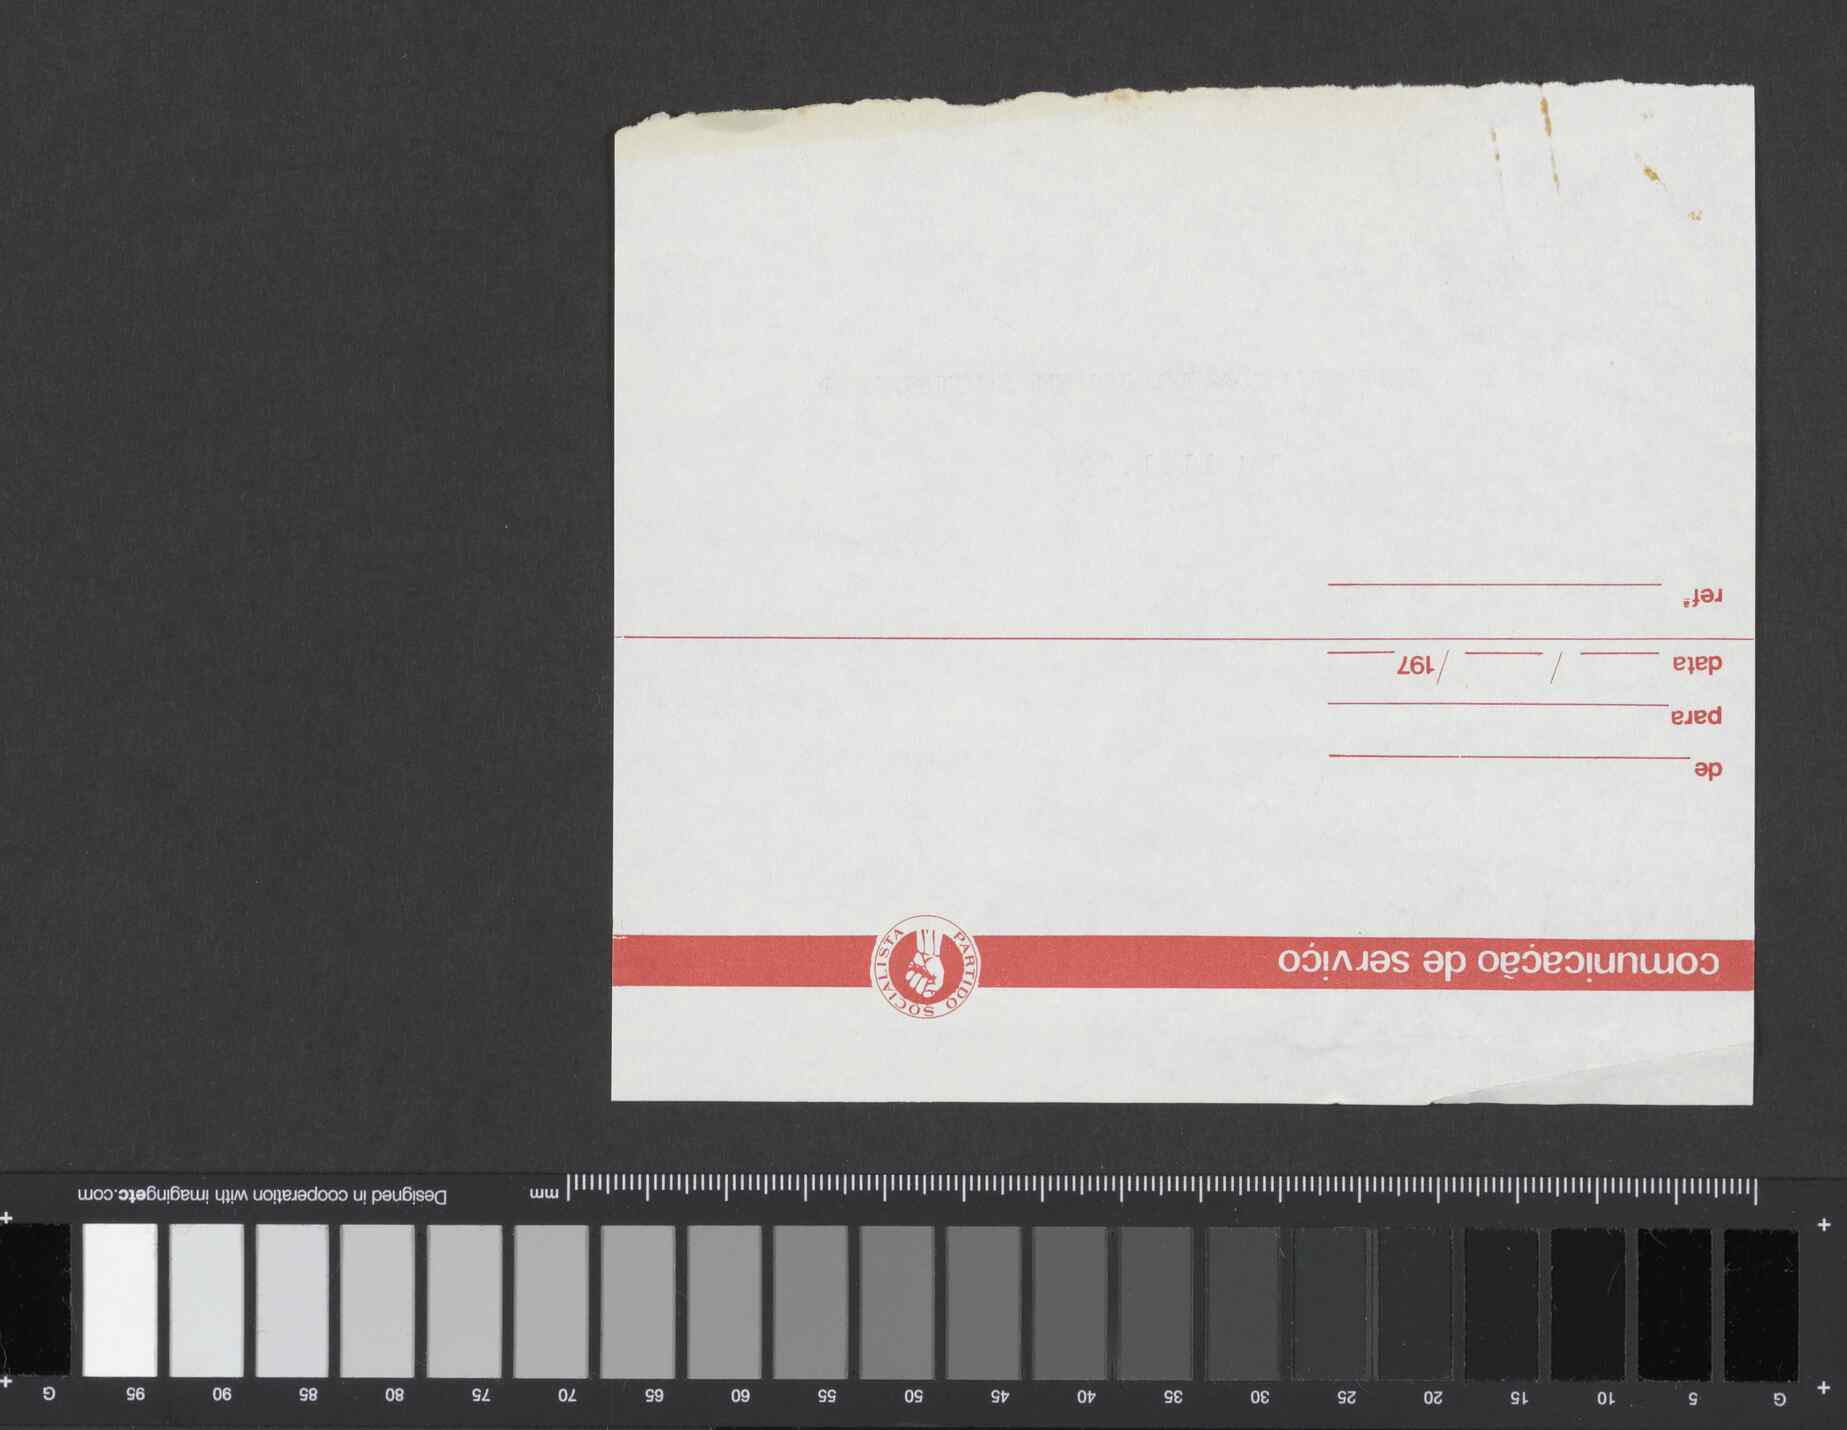 comunicação de serviço
PARTIDO SOCIALISTA
de
para
data / /197
refª
Designed in cooperation with imagingetc.com
mm
G 5 10 15 20 25 30 35 40 45 50 55 60 65 70 75 80 85 90 95 G